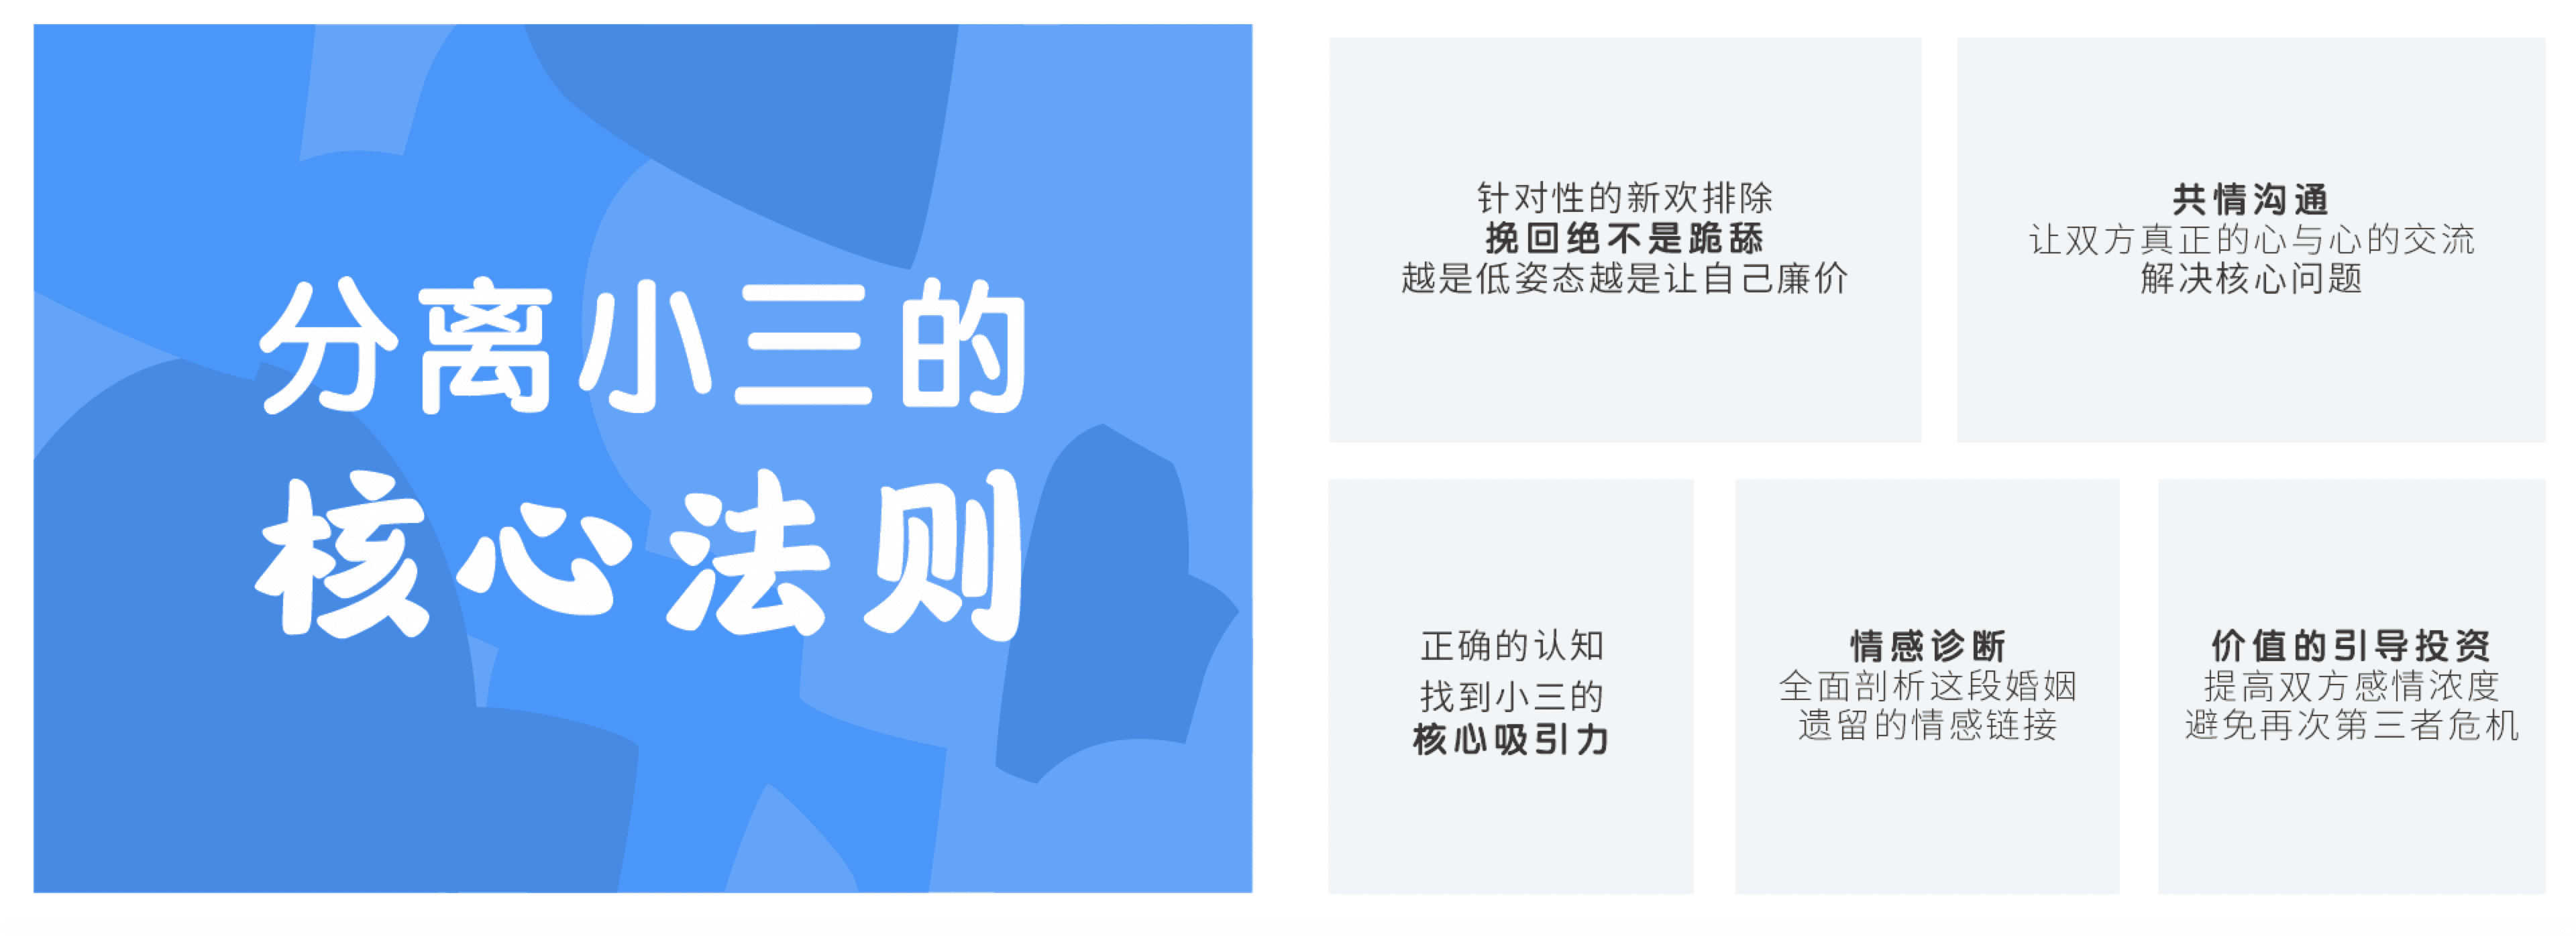 分离小三的
核心法则
针对性的新欢排除
挽回绝不是跪舔
越是低姿态越是让自己廉价
共情沟通
让双方真正的心与心的交流
解决核心问题
正确的认知
找到小三的
核心吸引力
情感诊断
全面剖析这段婚姻
遗留的情感链接
价值的引导投资
提高双方感情浓度
避免再次第三者危机